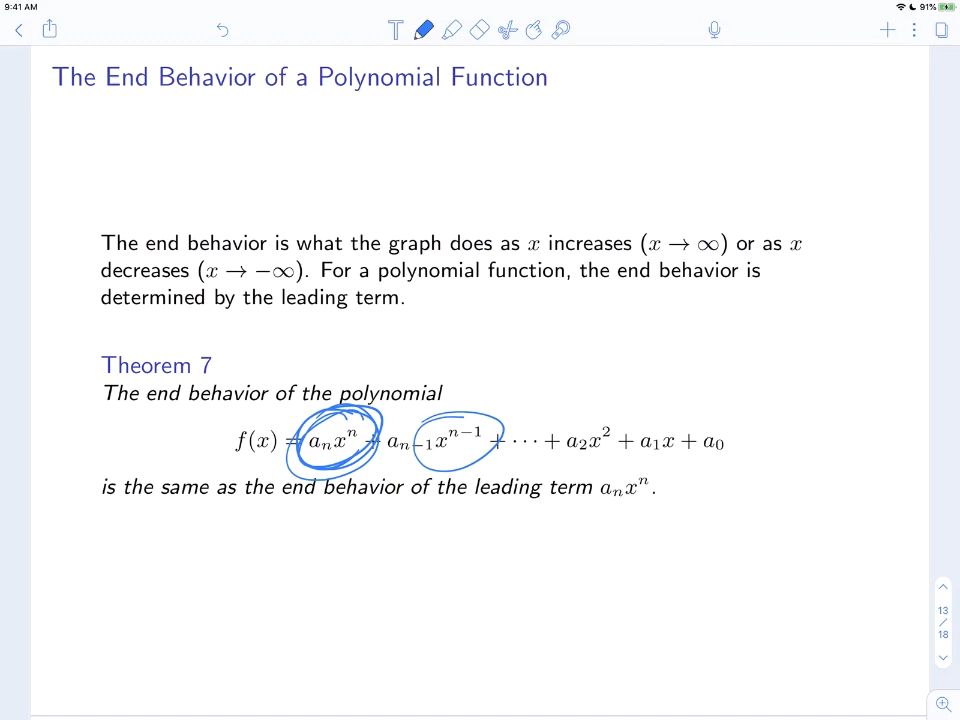 9:41 AM
91%
The End Behavior of a Polynomial Function
The end behavior is what the graph does as x increases (x → ∞) or as x
decreases (x → −∞). For a polynomial function, the end behavior is
determined by the leading term.
Theorem 7
The end behavior of the polynomial
f(x) = aₙxⁿ + aₙ₋₁xⁿ⁻¹ + ⋯ + a₂x² + a₁x + a₀
is the same as the end behavior of the leading term aₙxⁿ.
13
/
18